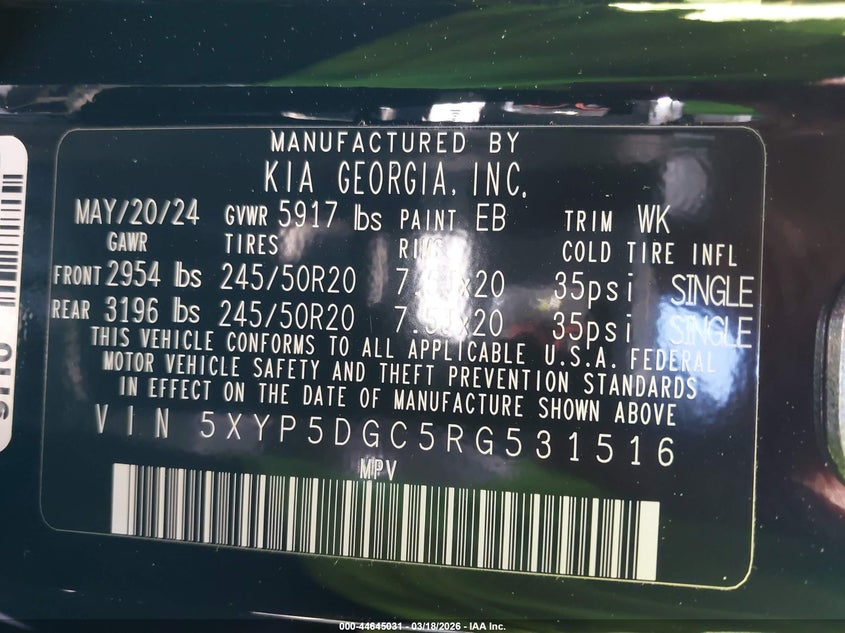 MANUFACTURED BY
KIA GEORGIA, INC.
MAY/20/24 GVWR 5917 lbs PAINT EB TRIM WK
GAWR TIRES COLD TIRE INFL
FRONT 2954 lbs 245/50R20 35psi SINGLE
REAR 3196 lbs 245/50R20 35psi SINGLE
THIS VEHICLE CONFORMS TO ALL APPLICABLE U.S.A. FEDERAL
MOTOR VEHICLE SAFETY AND THEFT PREVENTION STANDARDS
IN EFFECT ON THE DATE OF MANUFACTURE SHOWN ABOVE
VIN 5XYP5DGC5RG531516
MPV
000-44645031 - 03/18/2026 - IAA Inc.